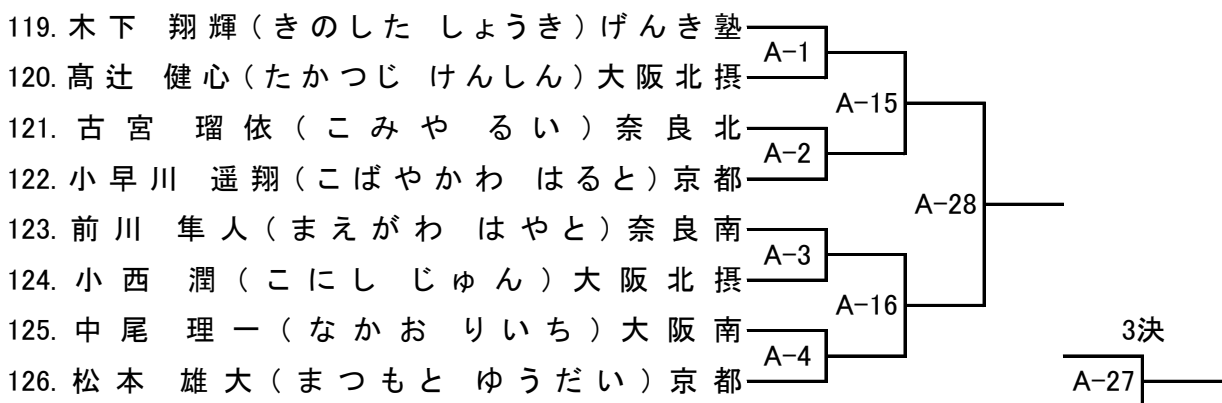 119. 木下 翔輝(きのした しょうき)げんき塾
A-1
120. 髙辻 健心(たかつじ けんしん)大阪北摂
A-15
121. 古宮 瑠依(こみや るい)奈良北
A-2
122. 小早川 遥翔(こばやかわ はると)京都
A-28
123. 前川 隼人(まえがわ はやと)奈良南
A-3
124. 小西 潤(こにし じゅん)大阪北摂
A-16
125. 中尾 理一(なかお りいち)大阪南
3決
A-4
126. 松本 雄大(まつもと ゆうだい)京都
A-27